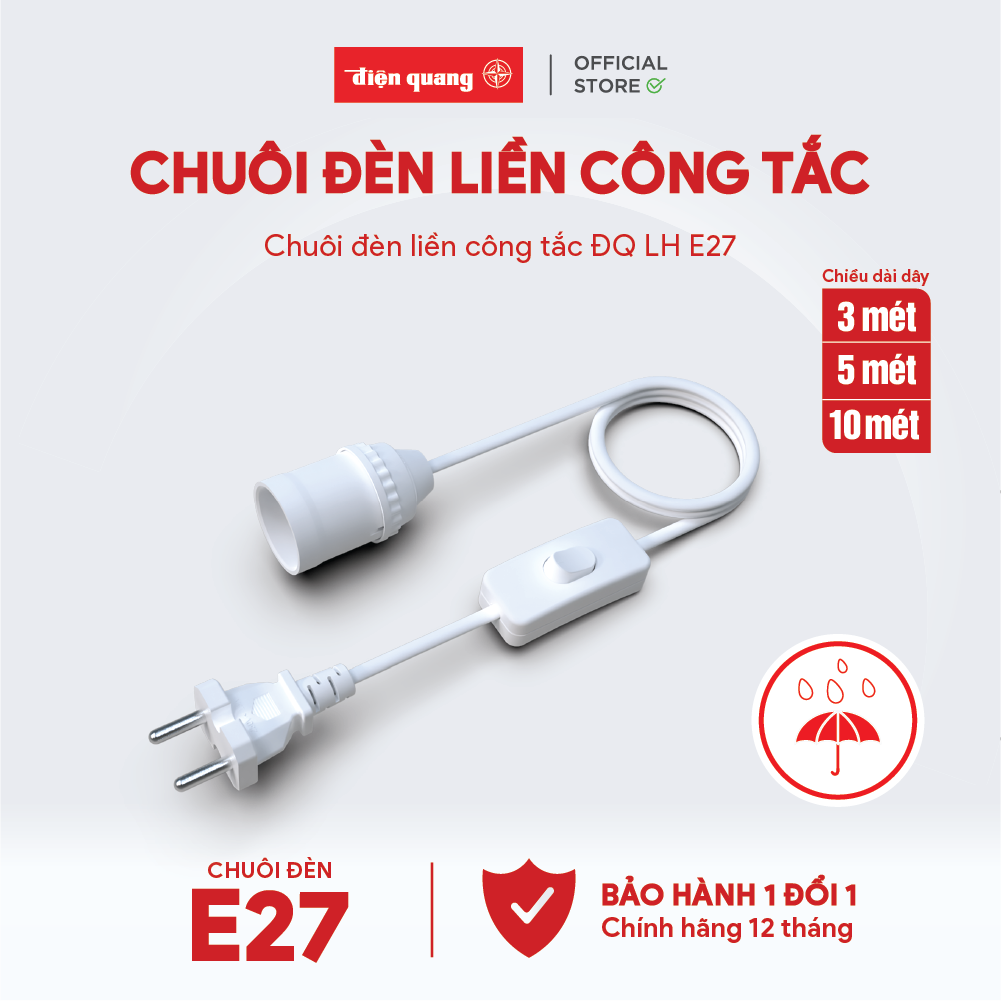 điện quang
OFFICIAL
STORE
CHUÔI ĐÈN LIỀN CÔNG TẮC
Chuôi đèn liền công tắc ĐQ LH E27
Chiều dài dây
3 mét
5 mét
10 mét
CHUÔI ĐÈN
E27
BẢO HÀNH 1 ĐỔI 1
Chính hãng 12 tháng